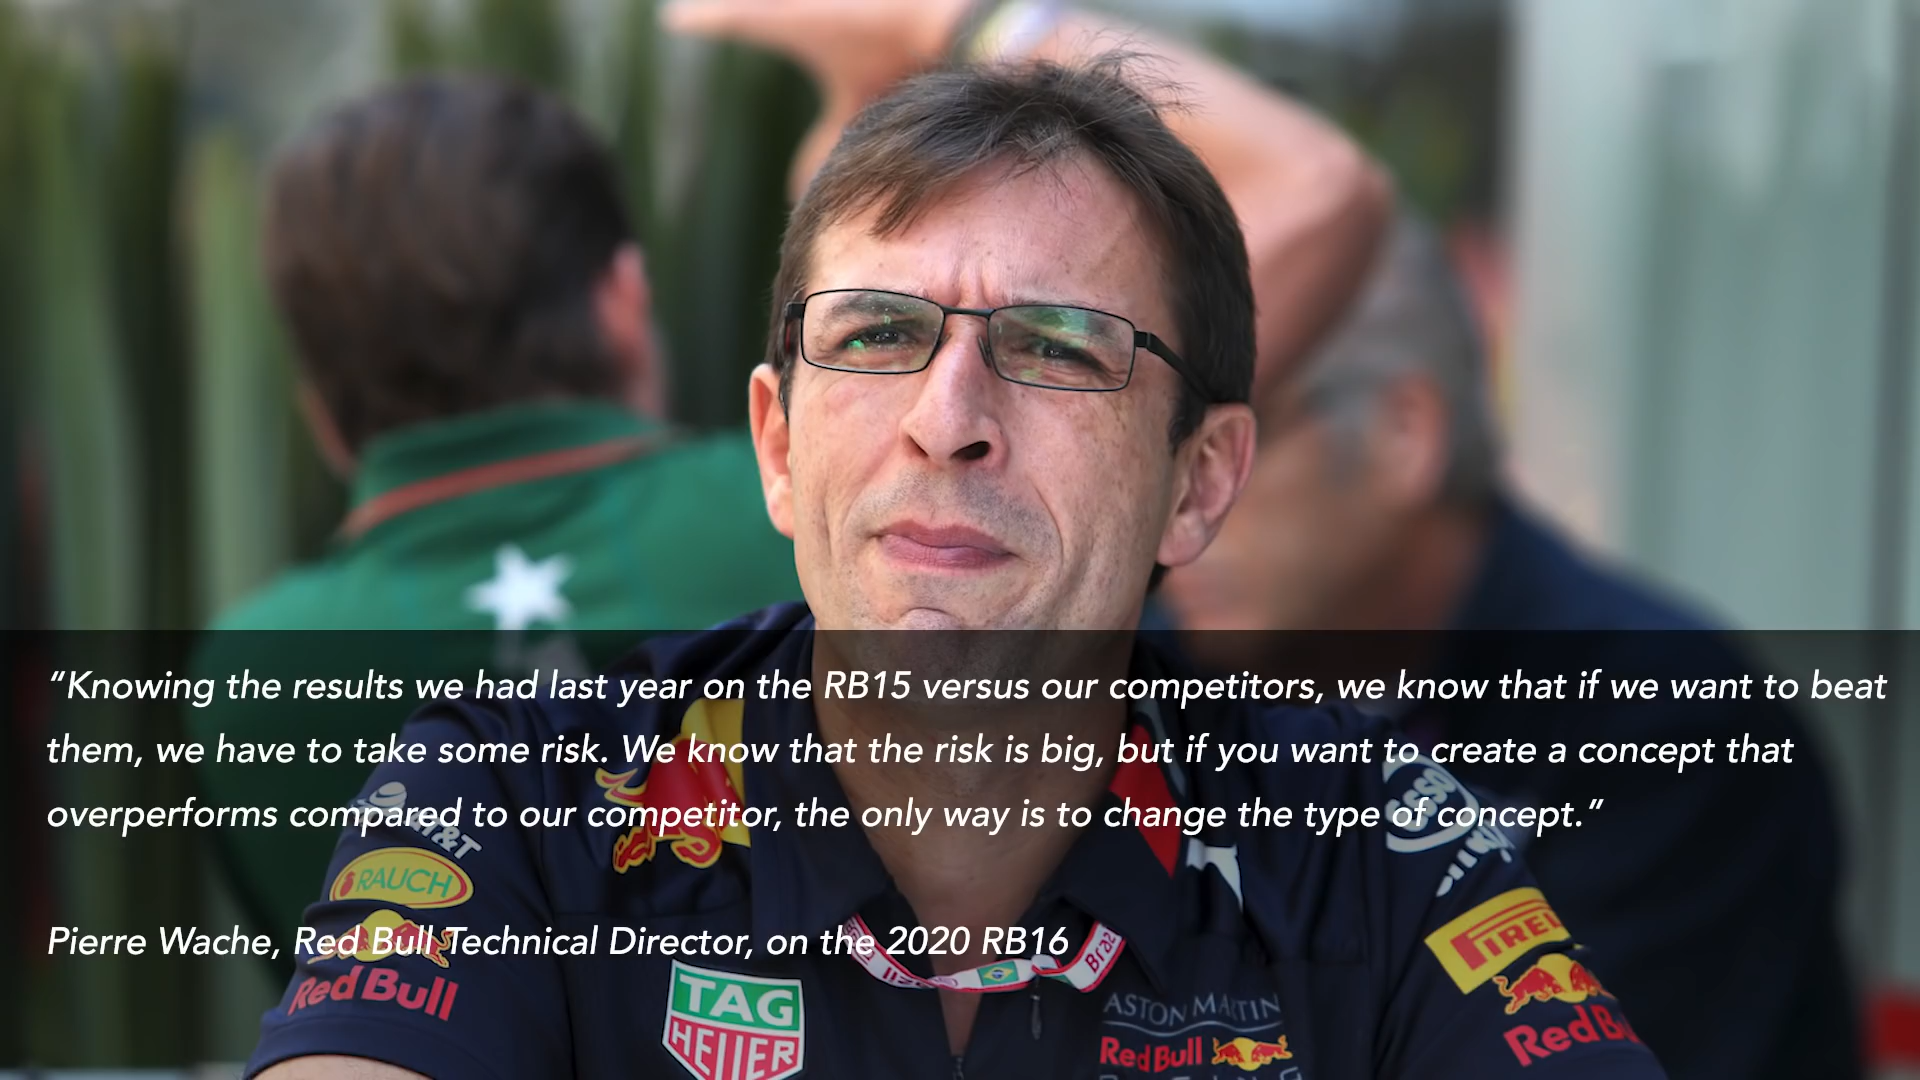 “Knowing the results we had last year on the RB15 versus our competitors, we know that if we want to beat
them, we have to take some risk. We know that the risk is big, but if you want to create a concept that
overperforms compared to our competitor, the only way is to change the type of concept.”
AT&T
RAUCH
Esso
PIRELLI
Pierre Wache, Red Bull Technical Director, on the 2020 RB16
Red Bull
TAG
HEUER
ASTON MARTIN
Red Bull
Red Bull